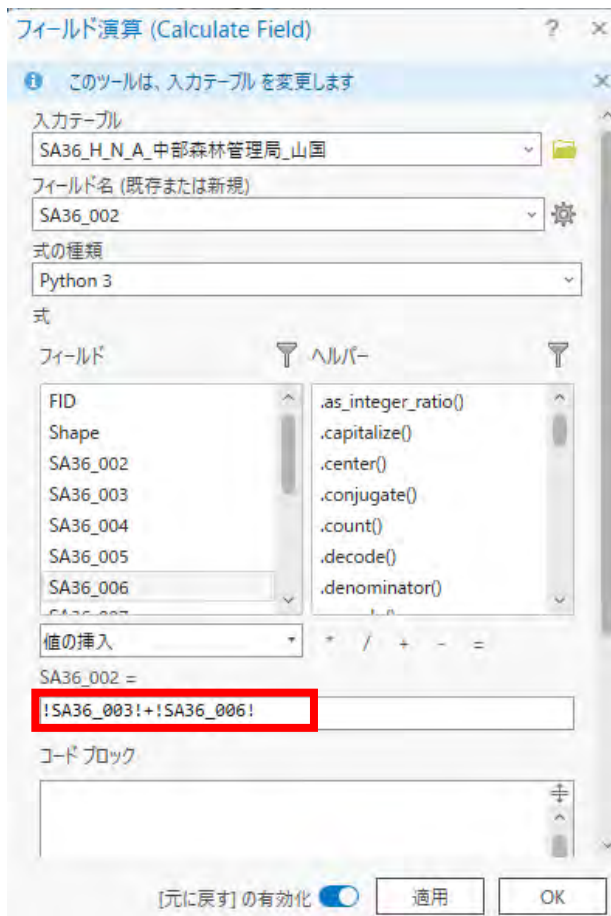 フィールド演算 (Calculate Field)
このツールは、入力テーブル を変更します
入力テーブル
SA36_H_N_A_中部森林管理局_山国
フィールド名 (既存または新規)
SA36_002
式の種類
Python 3
式
フィールド ヘルパー
FID .as_integer_ratio()
Shape .capitalize()
SA36_002 .center()
SA36_003 .conjugate()
SA36_004 .count()
SA36_005 .decode()
SA36_006 .denominator()
値の挿入 * / + - =
SA36_002 =
!SA36_003!+!SA36_006!
コード ブロック
[元に戻す] の有効化 適用 OK